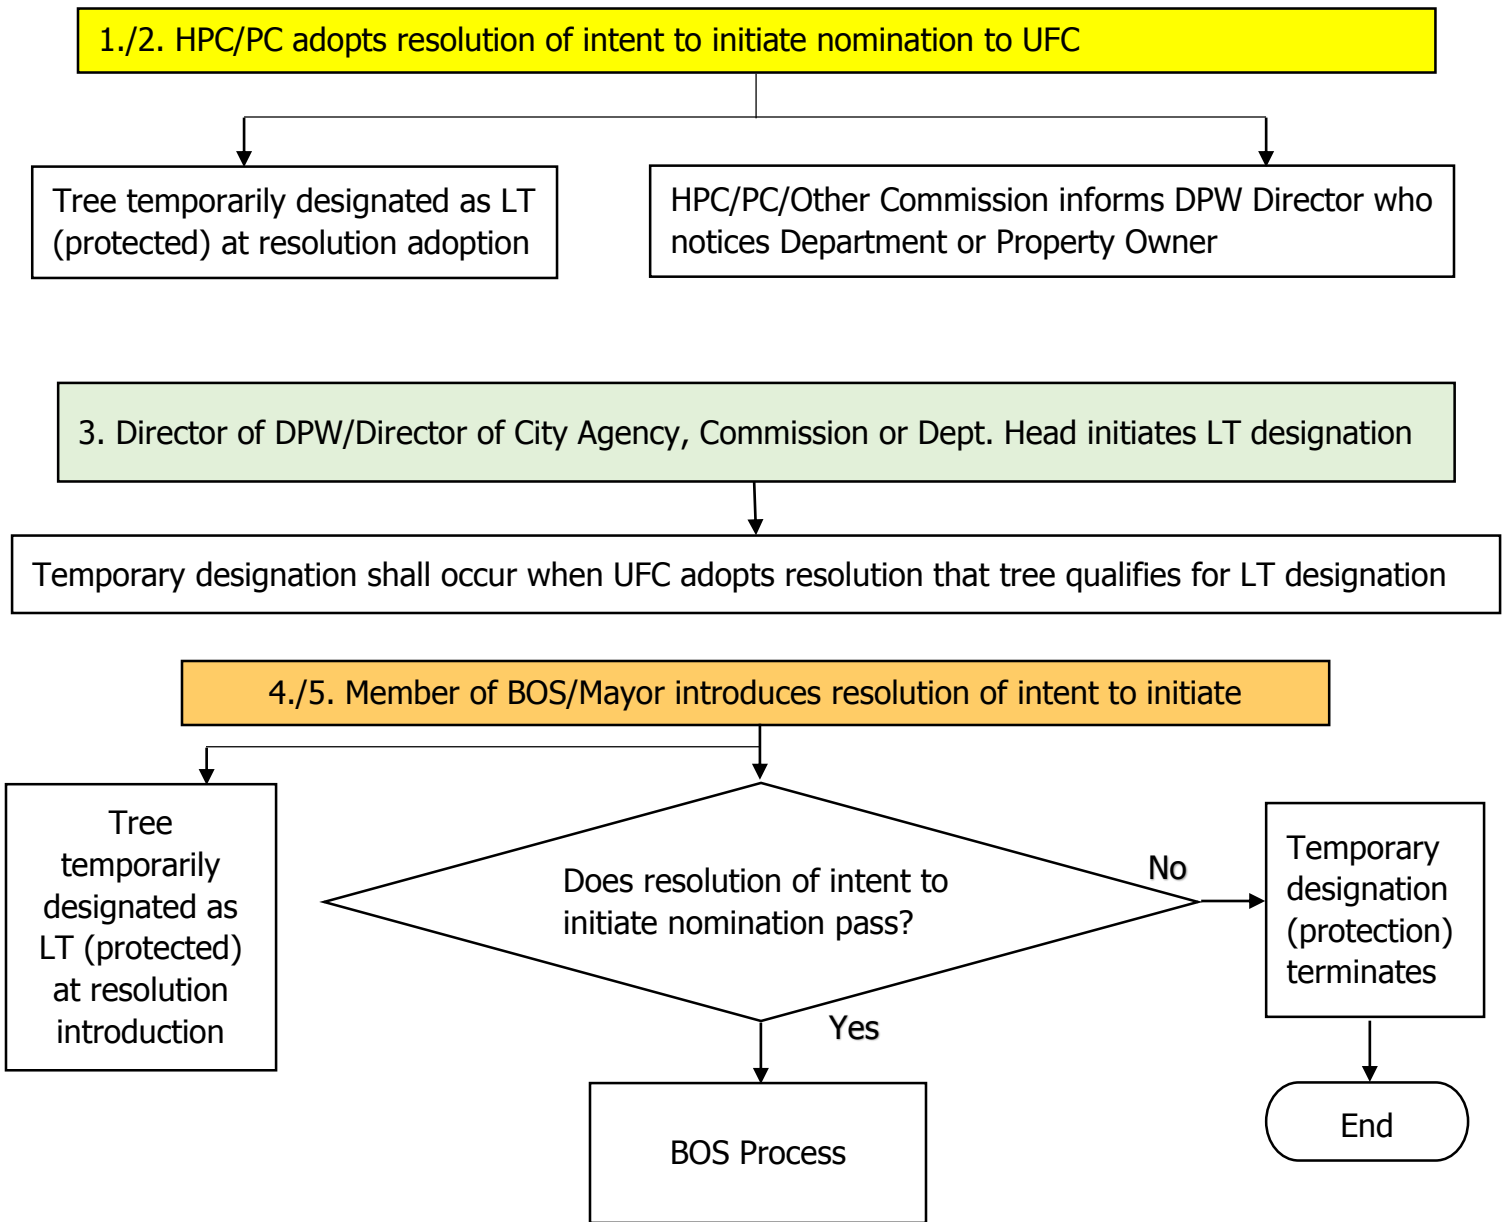 1./2. HPC/PC adopts resolution of intent to initiate nomination to UFC
Tree temporarily designated as LT
(protected) at resolution adoption
HPC/PC/Other Commission informs DPW Director who
notices Department or Property Owner
3. Director of DPW/Director of City Agency, Commission or Dept. Head initiates LT designation
Temporary designation shall occur when UFC adopts resolution that tree qualifies for LT designation
4./5. Member of BOS/Mayor introduces resolution of intent to initiate
Tree
temporarily
designated as
LT (protected)
at resolution
introduction
Does resolution of intent to
initiate nomination pass?
No
Temporary
designation
(protection)
terminates
Yes
BOS Process
End